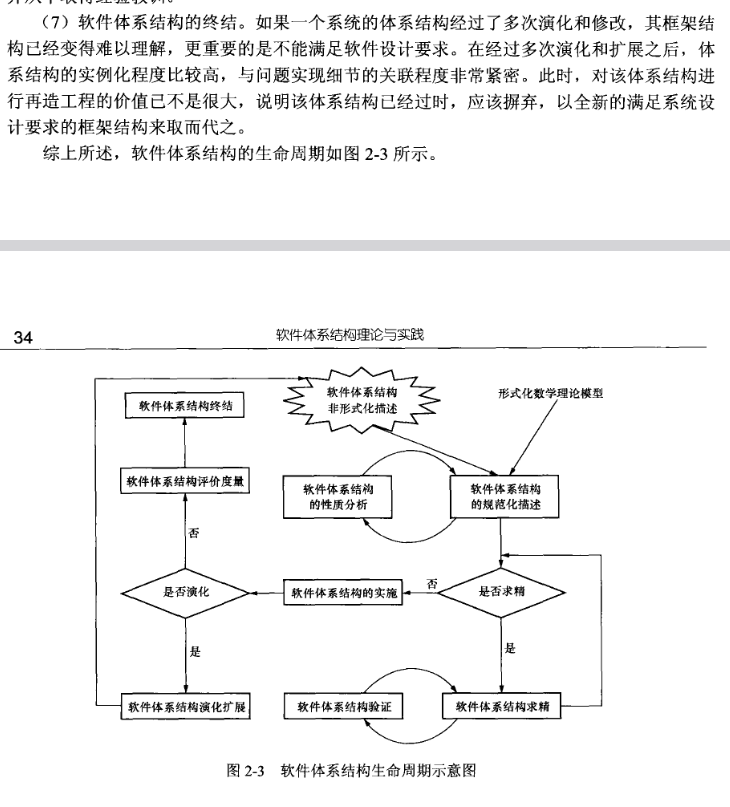 （7）软件体系结构的终结。如果一个系统的体系结构经过了多次演化和修改，其框架结
构已经变得难以理解，更重要的是不能满足软件设计要求。在经过多次演化和扩展之后，体
系结构的实例化程度比较高，与问题实现细节的关联程度非常紧密。此时，对该体系结构进
行再造工程的价值已不是很大，说明该体系结构已经过时，应该摒弃，以全新的满足系统设
计要求的框架结构来取而代之。
综上所述，软件体系结构的生命周期如图 2-3 所示。
34
软件体系结构理论与实践
软件体系结构
非形式化描述
形式化数学理论模型
软件体系结构终结
软件体系结构评价度量
软件体系结构
的性质分析
软件体系结构
的规范化描述
否
是否演化
软件体系结构的实施
否
是否求精
是
是
软件体系结构演化扩展
软件体系结构验证
软件体系结构求精
图 2-3 软件体系结构生命周期示意图